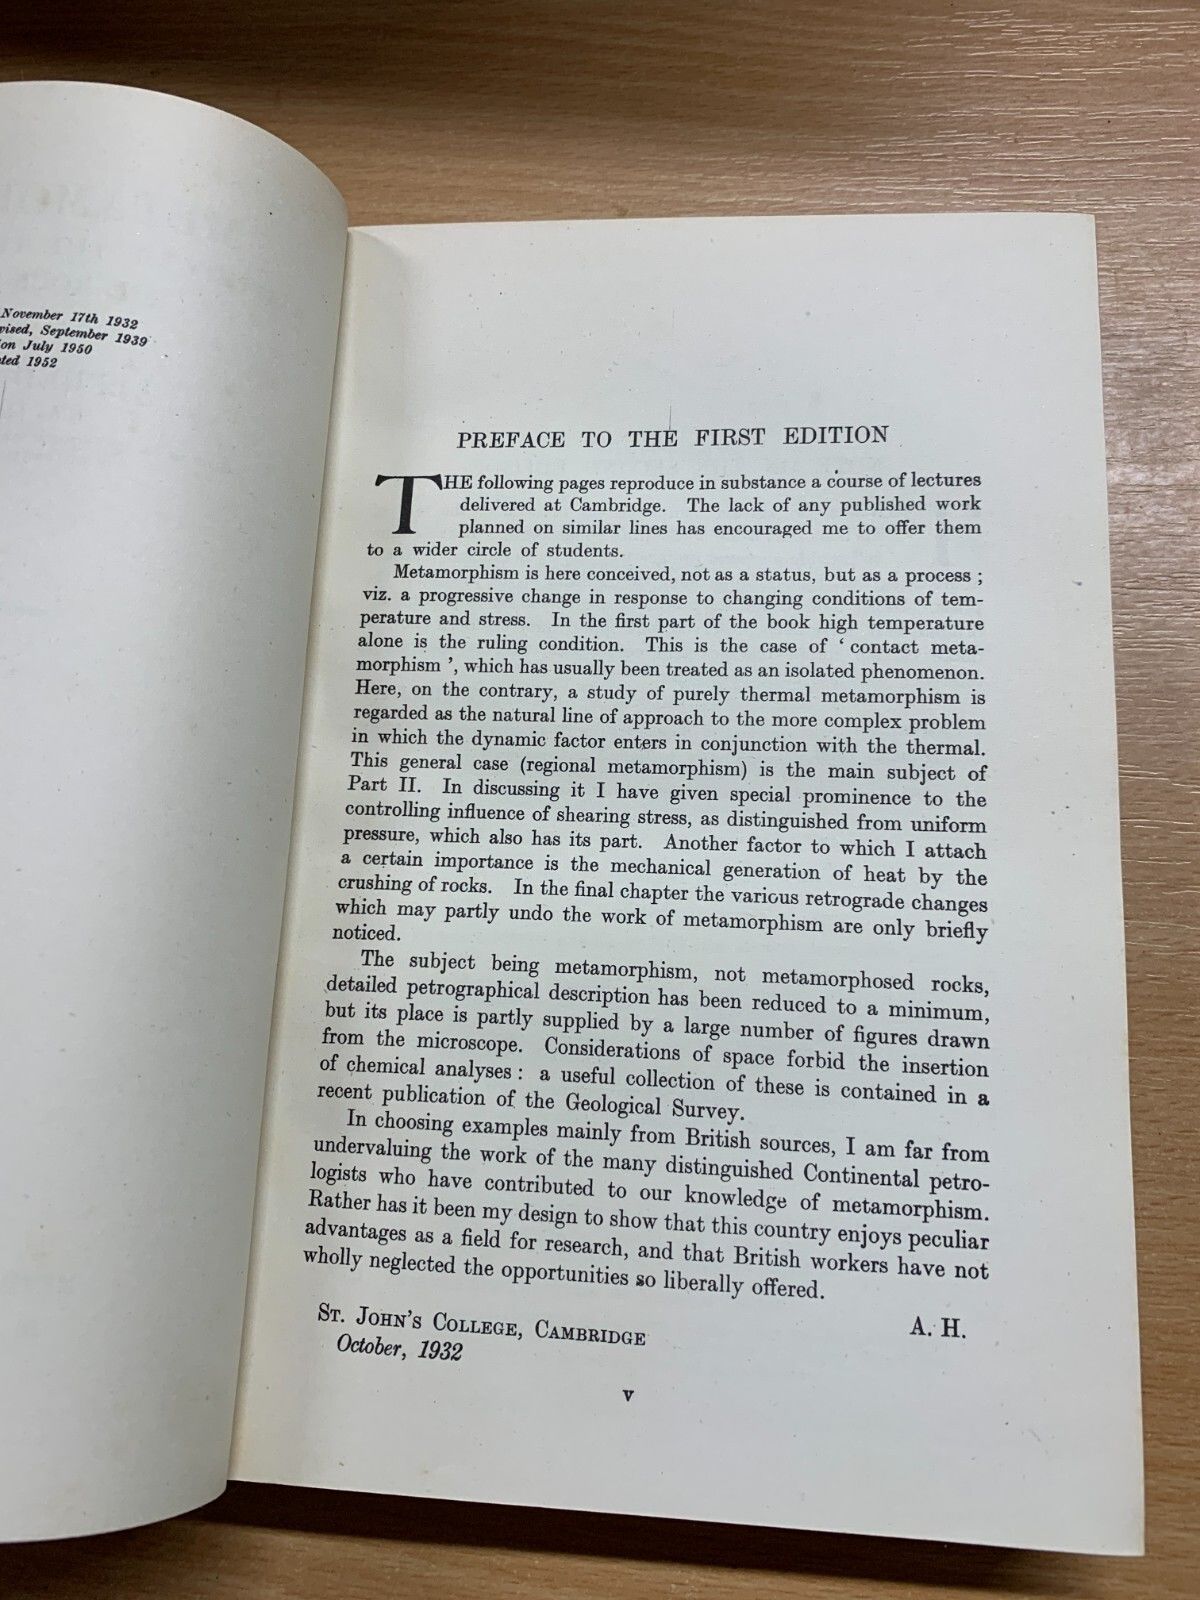 November 17th 1932
September 1939
July 1950
1952
PREFACE TO THE FIRST EDITION
THE following pages reproduce in substance a course of lectures
delivered at Cambridge. The lack of any published work
planned on similar lines has encouraged me to offer them
to a wider circle of students.
Metamorphism is here conceived, not as a status, but as a process ;
viz. a progressive change in response to changing conditions of tem-
perature and stress. In the first part of the book high temperature
alone is the ruling condition. This is the case of ‘ contact meta-
morphism ’, which has usually been treated as an isolated phenomenon.
Here, on the contrary, a study of purely thermal metamorphism is
regarded as the natural line of approach to the more complex problem
in which the dynamic factor enters in conjunction with the thermal.
This general case (regional metamorphism) is the main subject of
Part II. In discussing it I have given special prominence to the
controlling influence of shearing stress, as distinguished from uniform
pressure, which also has its part. Another factor to which I attach
a certain importance is the mechanical generation of heat by the
crushing of rocks. In the final chapter the various retrograde changes
which may partly undo the work of metamorphism are only briefly
noticed.
The subject being metamorphism, not metamorphosed rocks,
detailed petrographical description has been reduced to a minimum,
but its place is partly supplied by a large number of figures drawn
from the microscope. Considerations of space forbid the insertion
of chemical analyses : a useful collection of these is contained in a
recent publication of the Geological Survey.
In choosing examples mainly from British sources, I am far from
undervaluing the work of the many distinguished Continental petro-
logists who have contributed to our knowledge of metamorphism.
Rather has it been my design to show that this country enjoys peculiar
advantages as a field for research, and that British workers have not
wholly neglected the opportunities so liberally offered.
A. H.
ST. JOHN'S COLLEGE, CAMBRIDGE
October, 1932
v